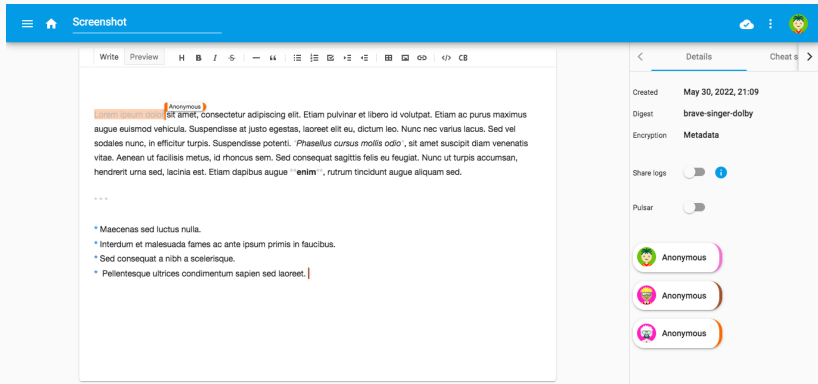 Screenshot
Write Preview H B I S — “ </> CB
Details Cheat s
Anonymous
Lorem ipsum dolor sit amet, consectetur adipiscing elit. Etiam pulvinar et libero id volutpat. Etiam ac purus maximus
augue euismod vehicula. Suspendisse at justo egestas, laoreet elit eu, dictum leo. Nunc nec varius lacus. Sed vel
sodales nunc, in efficitur turpis. Suspendisse potenti. *Phasellus cursus mollis odio*, sit amet suscipit diam venenatis
vitae. Aenean ut facilisis metus, id rhoncus sem. Sed consequat sagittis felis eu feugiat. Nunc ut turpis accumsan,
hendrerit urna sed, lacinia est. Etiam dapibus augue **enim**, rutrum tincidunt augue aliquam sed.
***
* Maecenas sed luctus nulla.
* Interdum et malesuada fames ac ante ipsum primis in faucibus.
* Sed consequat a nibh a scelerisque.
* Pellentesque ultrices condimentum sapien sed laoreet.
Created May 30, 2022, 21:09
Digest brave-singer-dolby
Encryption Metadata
Share logs
Pulsar
Anonymous
Anonymous
Anonymous